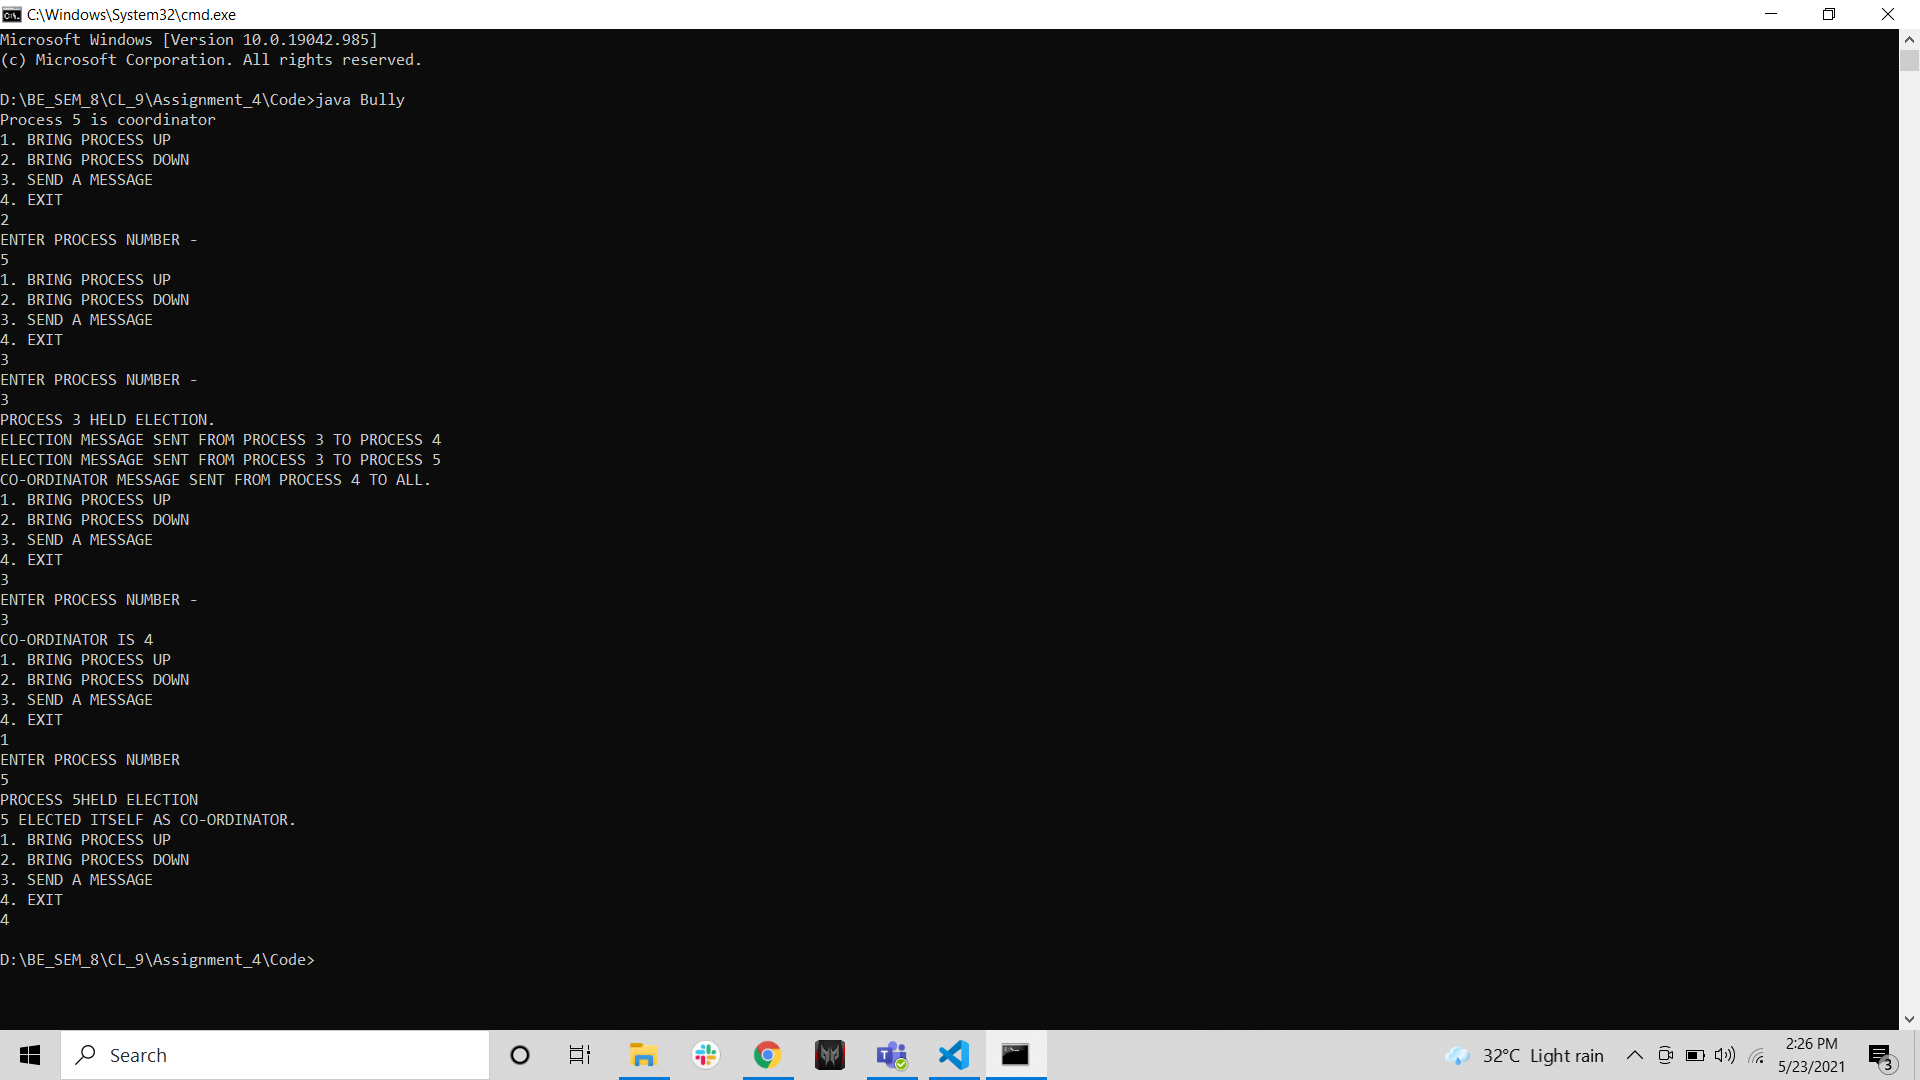 C:\Windows\System32\cmd.exe
Microsoft Windows [Version 10.0.19042.985]
(c) Microsoft Corporation. All rights reserved.
D:\BE_SEM_8\CL_9\Assignment_4\Code>java Bully
Process 5 is coordinator
1. BRING PROCESS UP
2. BRING PROCESS DOWN
3. SEND A MESSAGE
4. EXIT
2
ENTER PROCESS NUMBER -
5
1. BRING PROCESS UP
2. BRING PROCESS DOWN
3. SEND A MESSAGE
4. EXIT
3
ENTER PROCESS NUMBER -
3
PROCESS 3 HELD ELECTION.
ELECTION MESSAGE SENT FROM PROCESS 3 TO PROCESS 4
ELECTION MESSAGE SENT FROM PROCESS 3 TO PROCESS 5
CO-ORDINATOR MESSAGE SENT FROM PROCESS 4 TO ALL.
1. BRING PROCESS UP
2. BRING PROCESS DOWN
3. SEND A MESSAGE
4. EXIT
3
ENTER PROCESS NUMBER -
3
CO-ORDINATOR IS 4
1. BRING PROCESS UP
2. BRING PROCESS DOWN
3. SEND A MESSAGE
4. EXIT
1
ENTER PROCESS NUMBER
5
PROCESS 5HELD ELECTION
5 ELECTED ITSELF AS CO-ORDINATOR.
1. BRING PROCESS UP
2. BRING PROCESS DOWN
3. SEND A MESSAGE
4. EXIT
4
D:\BE_SEM_8\CL_9\Assignment_4\Code>
Search
32°C Light rain
2:26 PM
5/23/2021
3